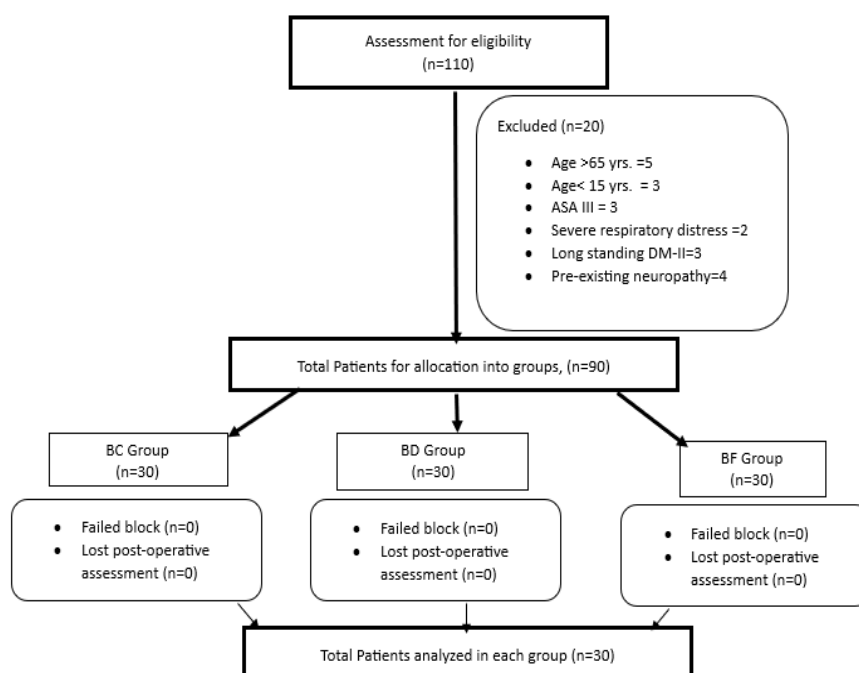 Assessment for eligibility
(n=110)
Excluded (n=20)
• Age >65 yrs. =5
• Age< 15 yrs.  = 3
• ASA III = 3
• Severe respiratory distress =2
• Long standing DM-II=3
• Pre-existing neuropathy=4
Total Patients for allocation into groups, (n=90)
BC Group
(n=30)
BD Group
(n=30)
BF Group
(n=30)
• Failed block (n=0)
• Lost post-operative
assessment (n=0)
• Failed block (n=0)
• Lost post-operative
assessment (n=0)
• Failed block (n=0)
• Lost post-operative
assessment (n=0)
Total Patients analyzed in each group (n=30)